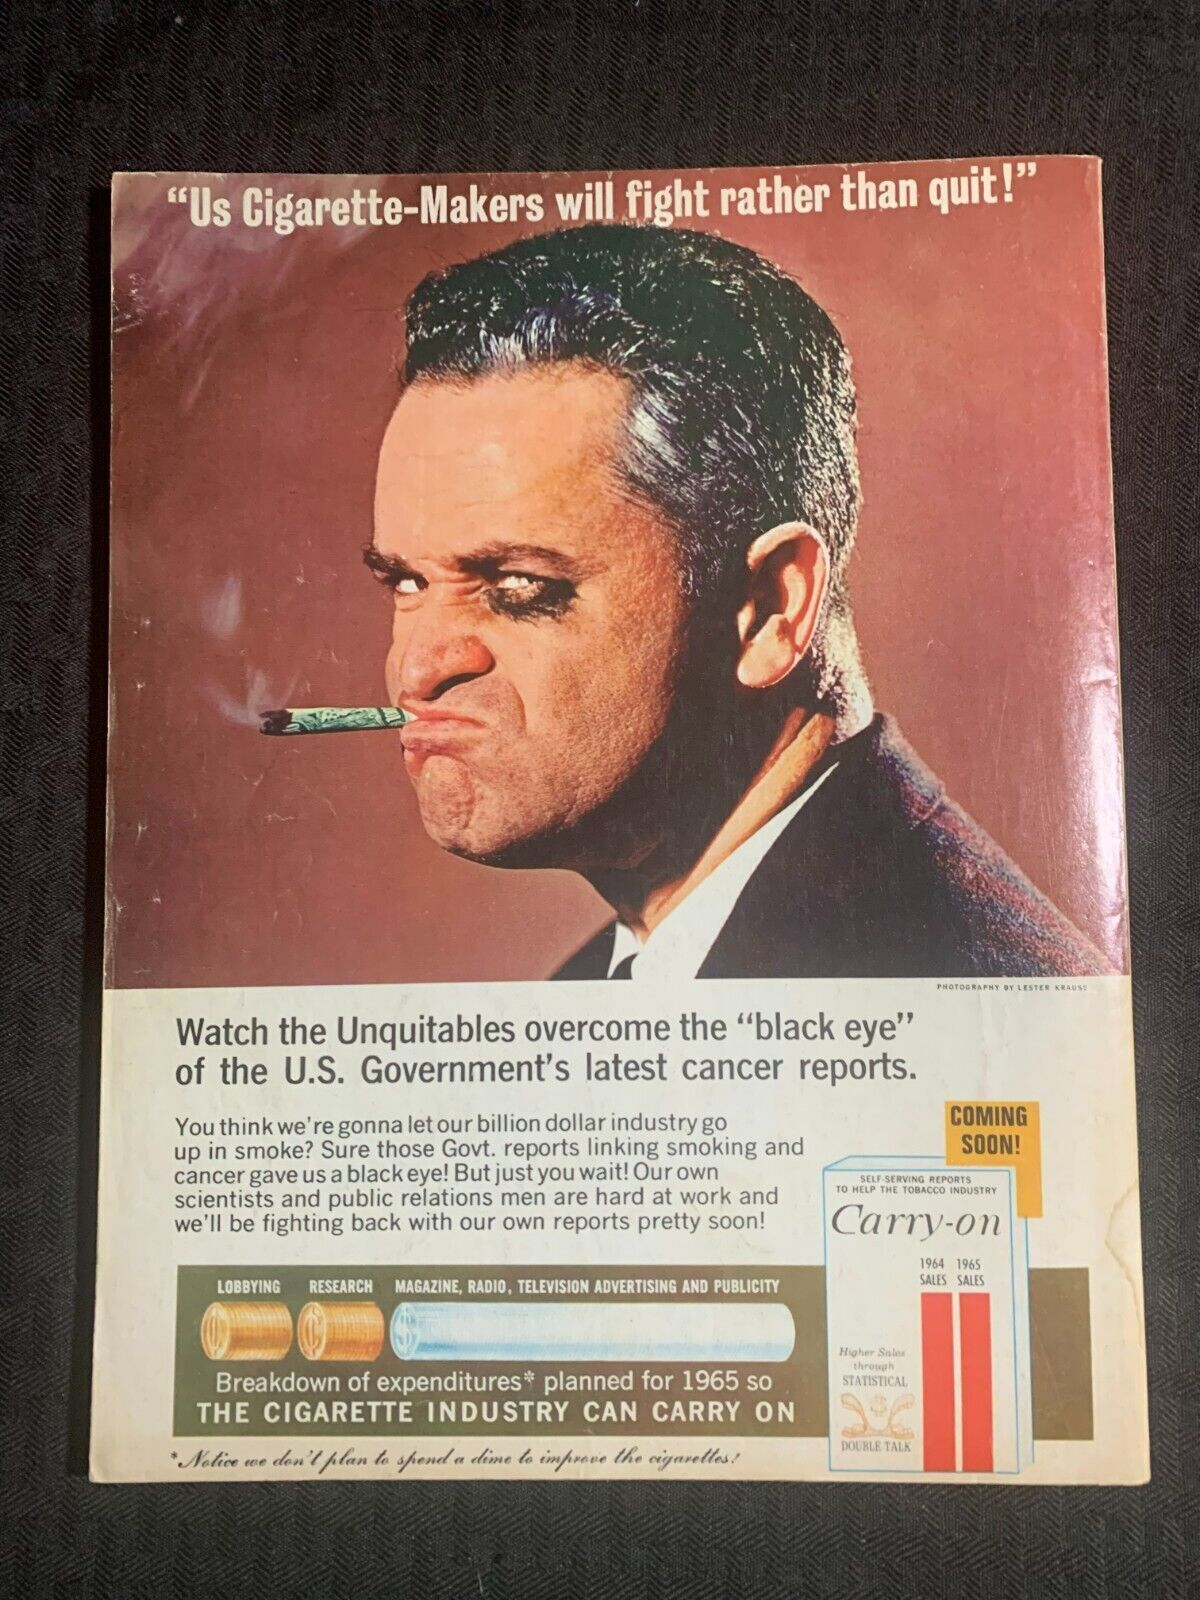 “Us Cigarette-Makers will fight rather than quit!”
PHOTOGRAPHY BY LESTER KRAUSS
Watch the Unquitables overcome the “black eye”
of the U.S. Government’s latest cancer reports.
You think we’re gonna let our billion dollar industry go
up in smoke? Sure those Govt. reports linking smoking and
cancer gave us a black eye! But just you wait! Our own
scientists and public relations men are hard at work and
we’ll be fighting back with our own reports pretty soon!
COMING
SOON!
SELF-SERVING REPORTS
TO HELP THE TOBACCO INDUSTRY
Carry-on
1964 1965
SALES SALES
Higher Sales
through
STATISTICAL
DOUBLE TALK
LOBBYING RESEARCH MAGAZINE, RADIO, TELEVISION ADVERTISING AND PUBLICITY
Breakdown of expenditures* planned for 1965 so
THE CIGARETTE INDUSTRY CAN CARRY ON
*Notice we don’t plan to spend a dime to improve the cigarettes!